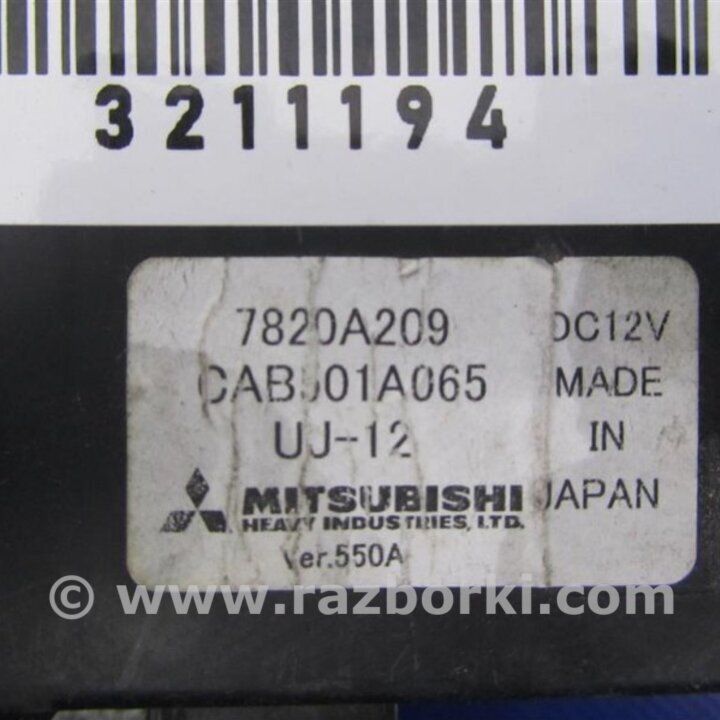 3211194
7820A209
CAB501A065
UJ-12
MITSUBISHI
HEAVY INDUSTRIES, LTD.
Ver.550A
DC12V
MADE
IN
JAPAN
© www.razborki.com